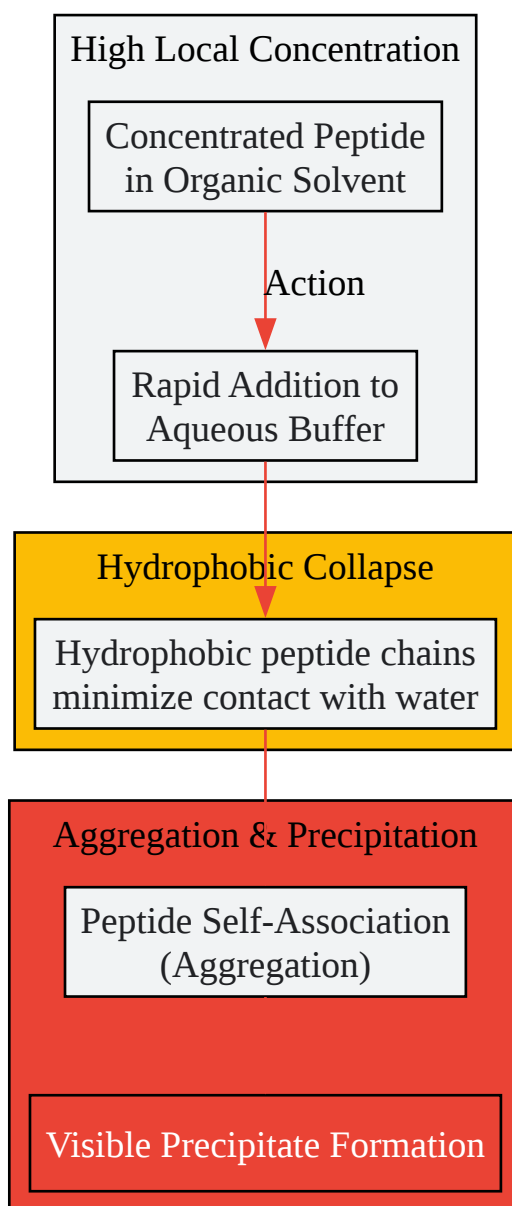 High Local Concentration
Concentrated Peptide
in Organic Solvent
Action
Rapid Addition to
Aqueous Buffer
Hydrophobic Collapse
Hydrophobic peptide chains
minimize contact with water
Aggregation & Precipitation
Peptide Self-Association
(Aggregation)
Visible Precipitate Formation